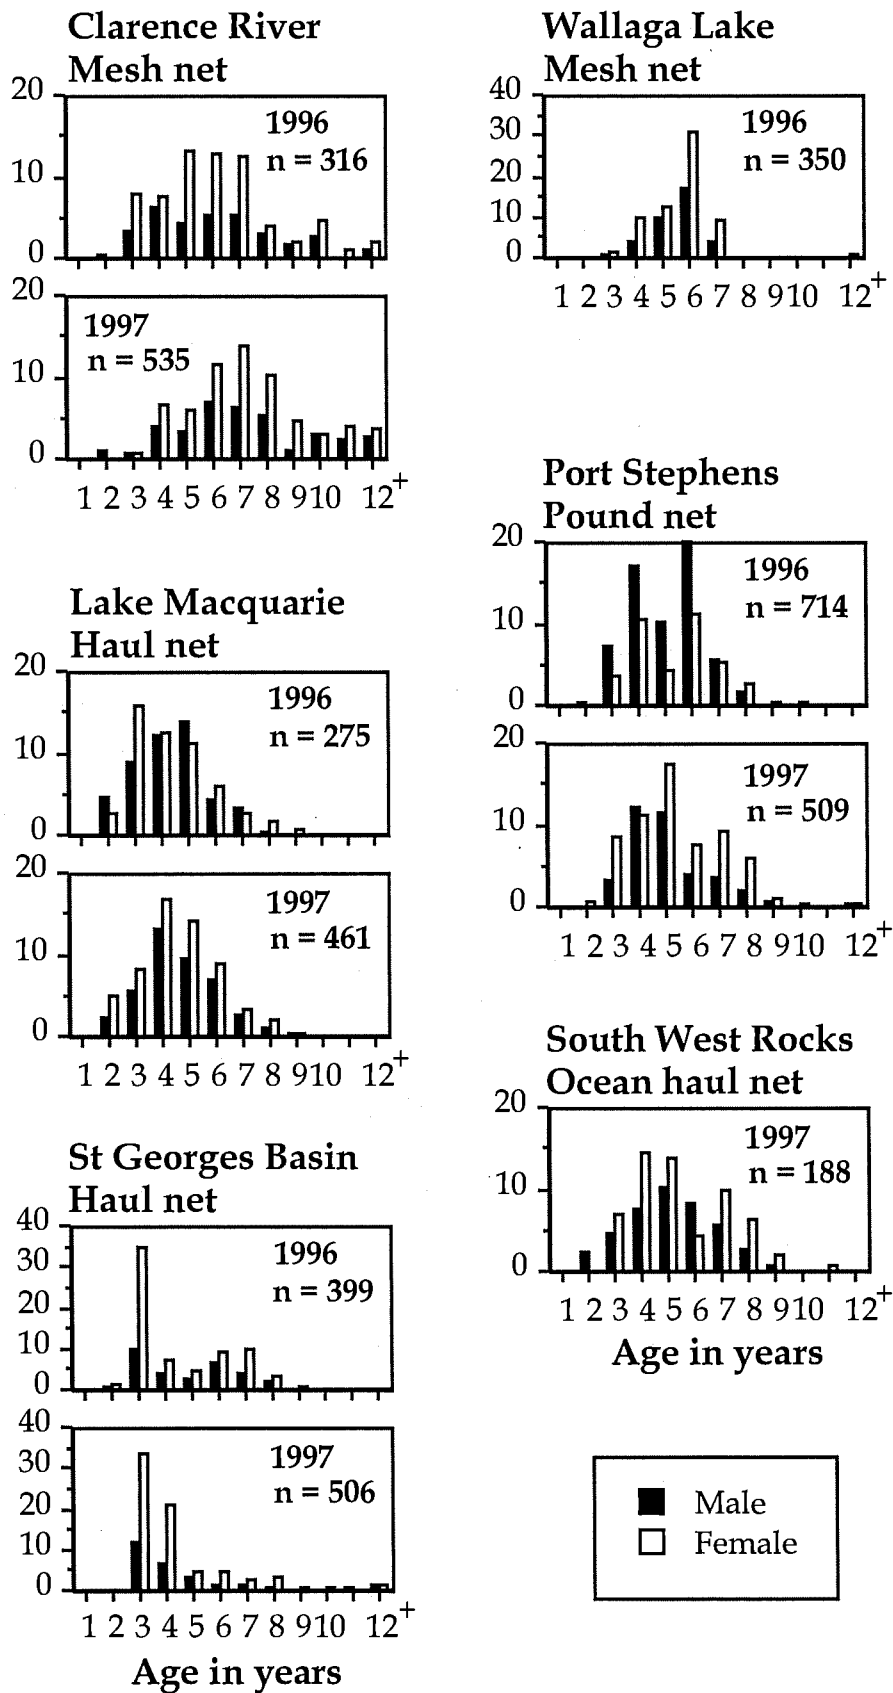 Clarence River
Mesh net
20
10
0
1996
n = 316
20
10
0
1997
n = 535
1 2 3 4 5 6 7 8 9 10 12+
Lake Macquarie
Haul net
20
10
0
1996
n = 275
20
10
0
1997
n = 461
1 2 3 4 5 6 7 8 9 10 12+
St Georges Basin
Haul net
40
30
20
10
0
1996
n = 399
40
30
20
10
0
1997
n = 506
1 2 3 4 5 6 7 8 9 10 12+
Age in years
Wallaga Lake
Mesh net
40
30
20
10
0
1996
n = 350
1 2 3 4 5 6 7 8 9 10 12+
Port Stephens
Pound net
20
10
0
1996
n = 714
20
10
0
1997
n = 509
1 2 3 4 5 6 7 8 9 10 12+
South West Rocks
Ocean haul net
20
10
0
1997
n = 188
1 2 3 4 5 6 7 8 9 10 12+
Age in years
Male
Female